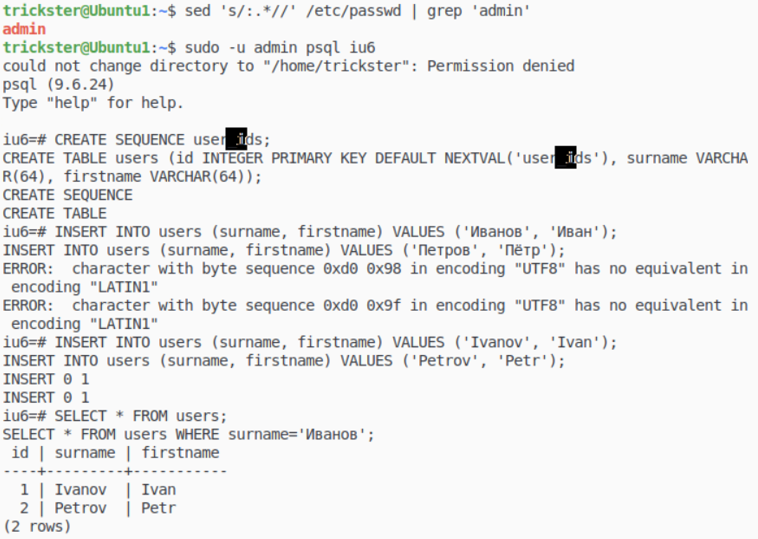 trickster@Ubuntu1:~$ sed 's/:.*//' /etc/passwd | grep 'admin'
admin
trickster@Ubuntu1:~$ sudo -u admin psql iu6
could not change directory to "/home/trickster": Permission denied
psql (9.6.24)
Type "help" for help.
iu6=# CREATE SEQUENCE user ds;
CREATE TABLE users (id INTEGER PRIMARY KEY DEFAULT NEXTVAL('user ds'), surname VARCHA
R(64), firstname VARCHAR(64));
CREATE SEQUENCE
CREATE TABLE
iu6=# INSERT INTO users (surname, firstname) VALUES ('Иванов', 'Иван');
INSERT INTO users (surname, firstname) VALUES ('Петров', 'Пётр');
ERROR:  character with byte sequence 0xd0 0x98 in encoding "UTF8" has no equivalent in
 encoding "LATIN1"
ERROR:  character with byte sequence 0xd0 0x9f in encoding "UTF8" has no equivalent in
 encoding "LATIN1"
iu6=# INSERT INTO users (surname, firstname) VALUES ('Ivanov', 'Ivan');
INSERT INTO users (surname, firstname) VALUES ('Petrov', 'Petr');
INSERT 0 1
INSERT 0 1
iu6=# SELECT * FROM users;
SELECT * FROM users WHERE surname='Иванов';
 id | surname | firstname
----+---------+-----------
  1 | Ivanov  | Ivan
  2 | Petrov  | Petr
(2 rows)